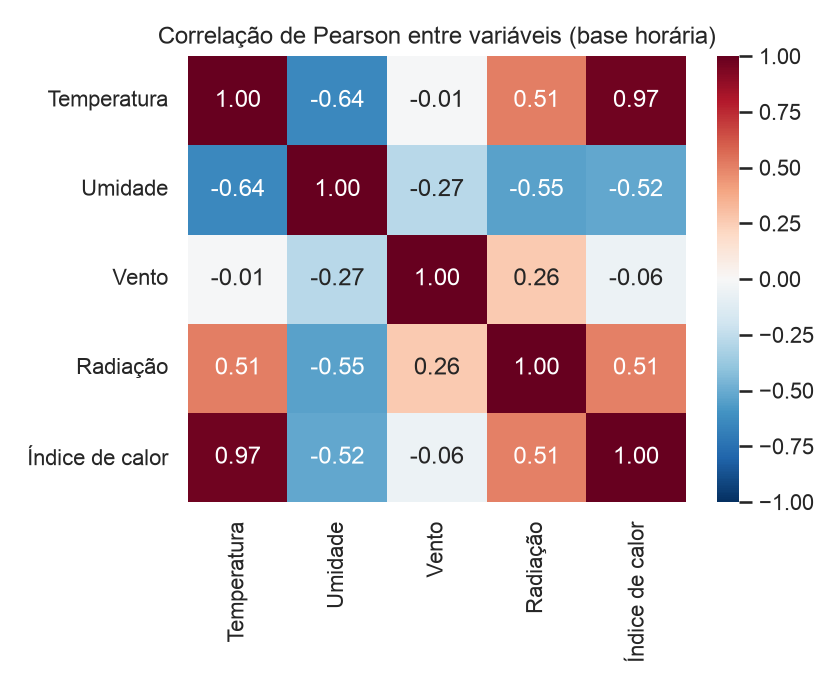 Correlação de Pearson entre variáveis (base horária)
Temperatura 1.00 -0.64 -0.01 0.51 0.97
Umidade -0.64 1.00 -0.27 -0.55 -0.52
Vento -0.01 -0.27 1.00 0.26 -0.06
Radiação 0.51 -0.55 0.26 1.00 0.51
Índice de calor 0.97 -0.52 -0.06 0.51 1.00
Temperatura
Umidade
Vento
Radiação
Índice de calor
1.00
0.75
0.50
0.25
0.00
−0.25
−0.50
−0.75
−1.00